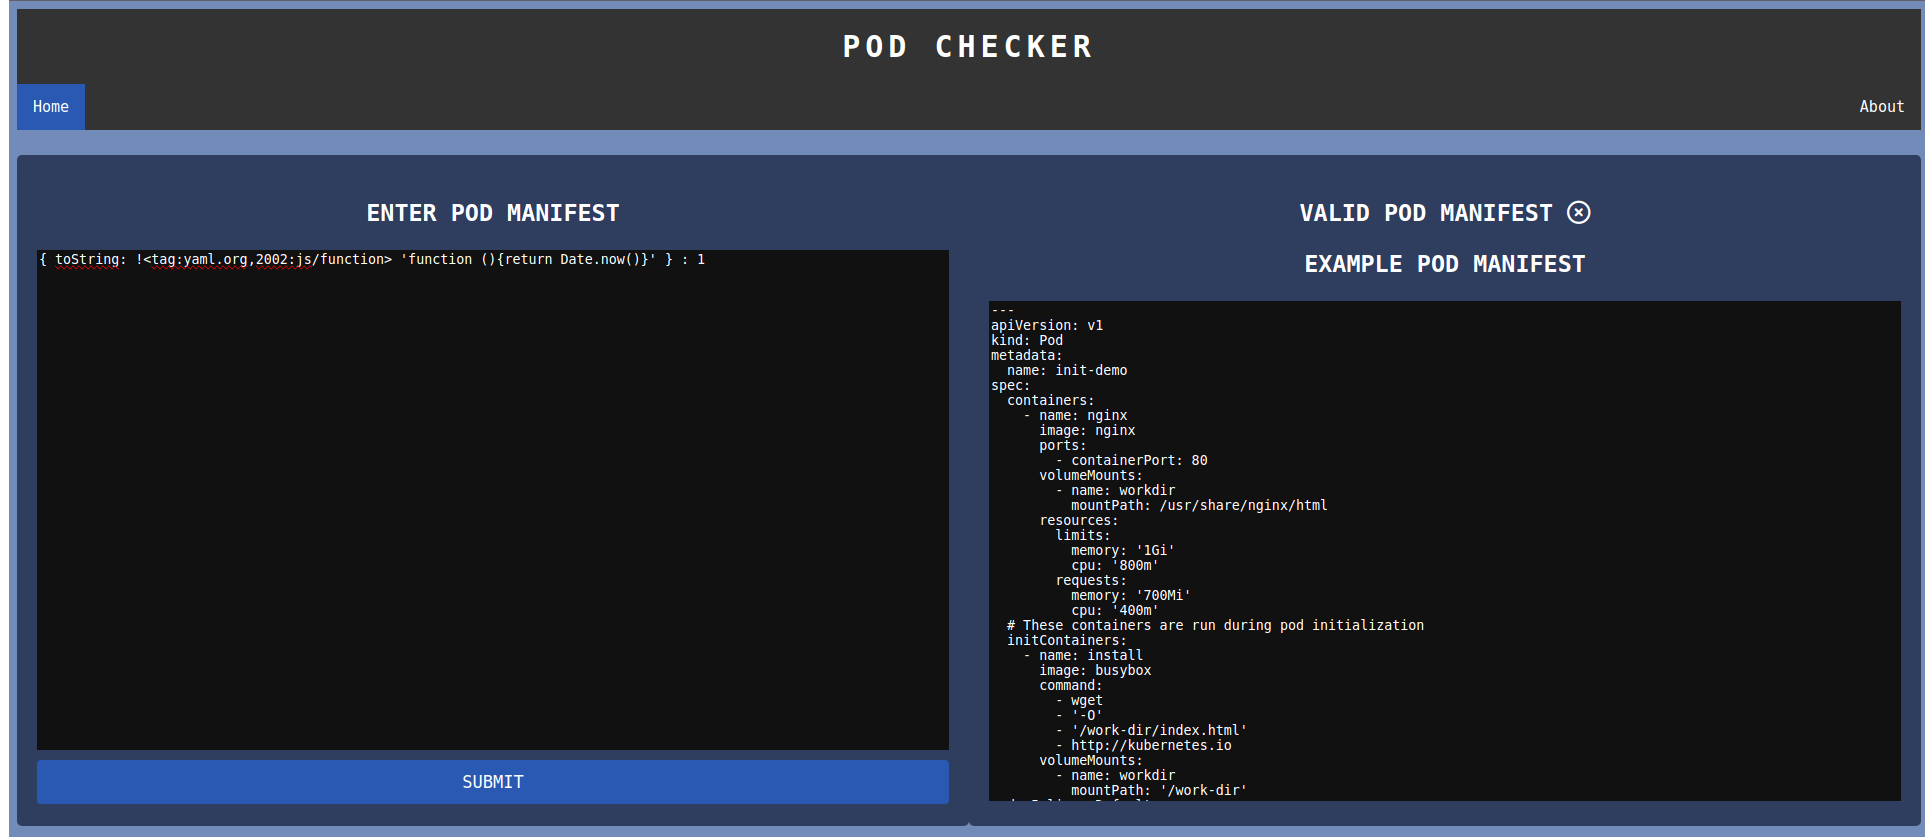 POD CHECKER
Home
About
ENTER POD MANIFEST
{ toString: !<tag:yaml.org,2002:js/function> 'function (){return Date.now()}' } : 1
SUBMIT
VALID POD MANIFEST
EXAMPLE POD MANIFEST
---
apiVersion: v1
kind: Pod
metadata:
  name: init-demo
spec:
  containers:
    - name: nginx
      image: nginx
      ports:
        - containerPort: 80
      volumeMounts:
        - name: workdir
          mountPath: /usr/share/nginx/html
      resources:
        limits:
          memory: '1Gi'
          cpu: '800m'
        requests:
          memory: '700Mi'
          cpu: '400m'
  # These containers are run during pod initialization
  initContainers:
    - name: install
      image: busybox
      command:
        - wget
        - '-O'
        - '/work-dir/index.html'
        - http://kubernetes.io
      volumeMounts:
        - name: workdir
          mountPath: '/work-dir'